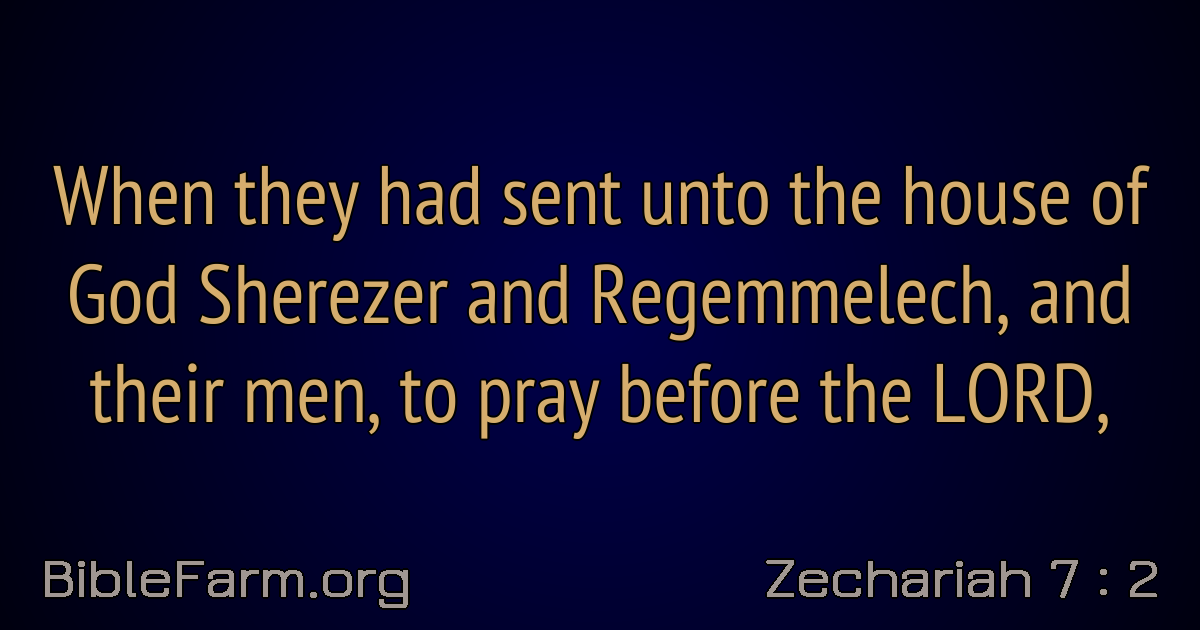 When they had sent unto the house of
God Sherezer and Regemmelech, and
their men, to pray before the LORD,
BibleFarm.org
Zechariah 7 : 2